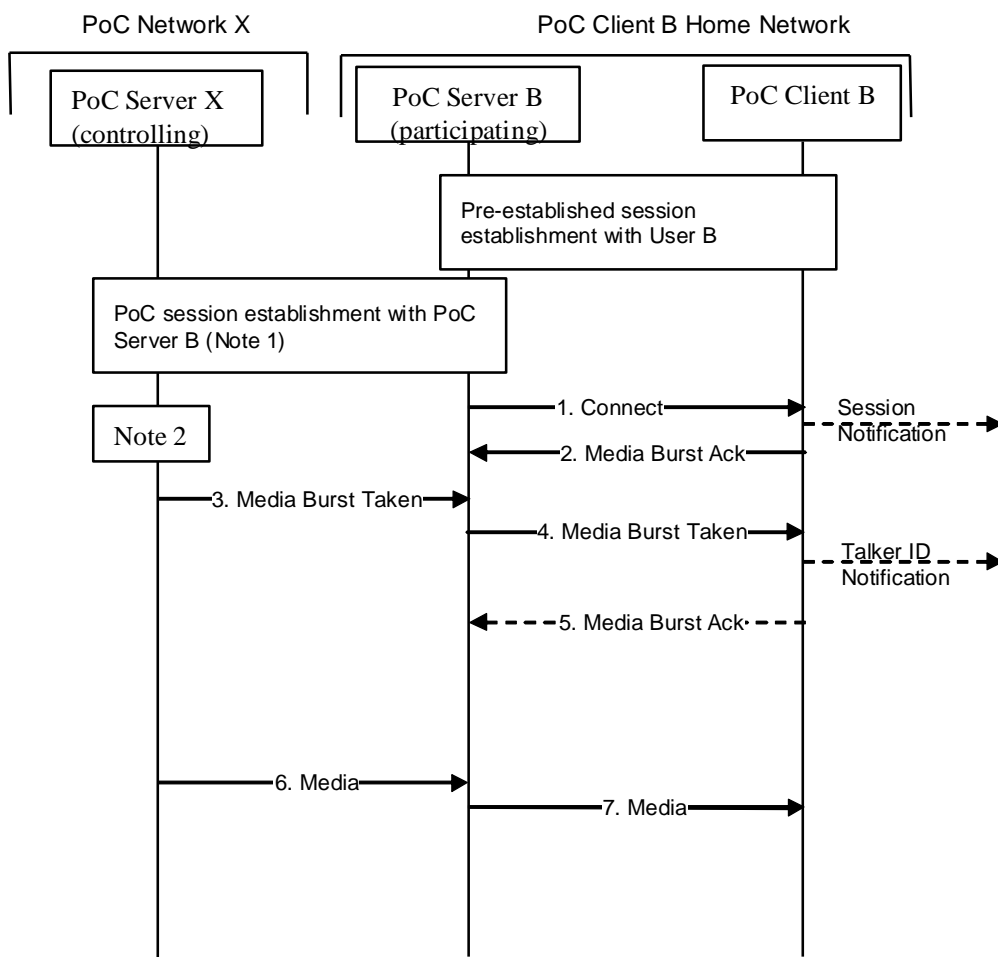 PoC Network X
PoC Client B Home Network
PoC Server X
(controlling)
PoC Server B
(participating)
PoC Client B
Pre-established session
establishment with User B
PoC session establishment with PoC
Server B (Note 1)
1. Connect
Session
Notification
Note 2
2. Media Burst Ack
3. Media Burst Taken
4. Media Burst Taken
Talker ID
Notification
5. Media Burst Ack
6. Media
7. Media